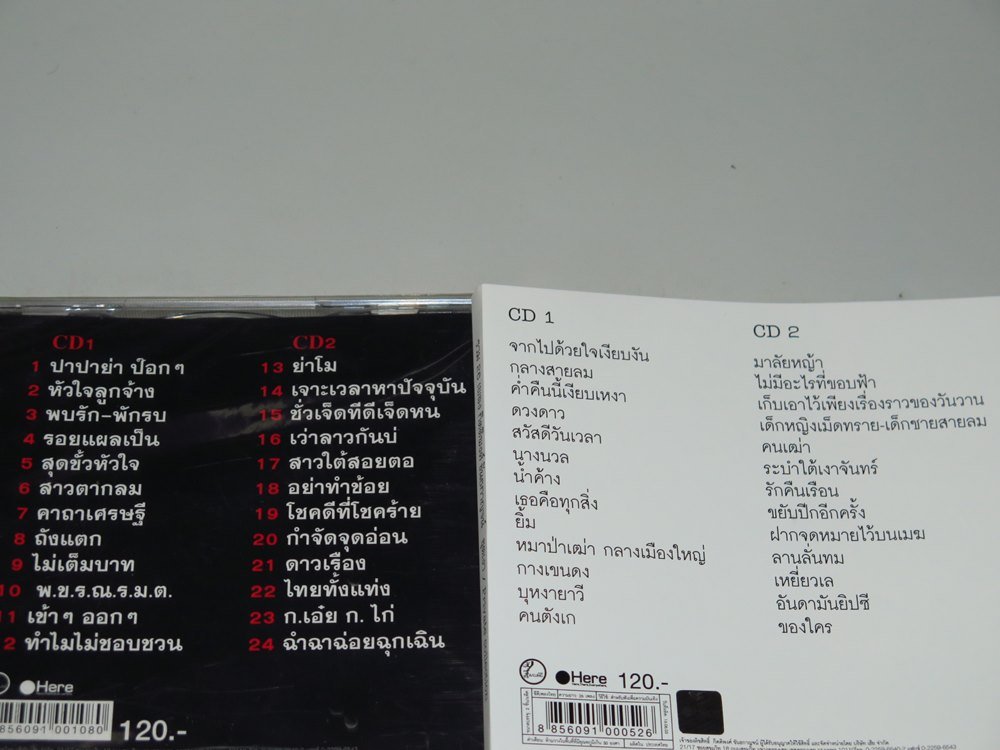 CD1
1 ปาปาย่า ป๊อกๆ
2 หัวใจลูกจ้าง
3 พบรัก-พักรบ
4 รอยแผลเป็น
5 สุดขั้วหัวใจ
6 สาวตากลม
7 คาถาเศรษฐี
8 ถังแตก
9 ไม่เต็มบาท
10 พ.ข.ร.ณ.ร.ม.ต.
11 เข้าๆ ออกๆ
2 ทำไมไม่ชอบชวน
CD2
13 ย่าโม
14 เจาะเวลาหาปัจจุบัน
15 ชั่วเจ็ดทีดีเจ็ดหน
16 เว่าลาวกันบ่
17 สาวใต้สอยตอ
18 อย่าทำข้อย
19 โชคดีที่โชคร้าย
20 กำจัดจุดอ่อน
21 ดาวเรือง
22 ไทยทั้งแท่ง
23 ก.เอ๋ย ก. ไก่
24 ฉำฉาฉ่อยฉุกเฉิน
Here
856091 001080
120.-
CD 1
จากไปด้วยใจเงียบงัน
กลางสายลม
ค่ำคืนนี้เงียบเหงา
ดวงดาว
สวัสดีวันเวลา
นางนวล
น้ำค้าง
เธอคือทุกสิ่ง
ยิ้ม
หมาป่าเฒ่า กลางเมืองใหญ่
กางเขนดง
บุหงายาวี
คนดังเก
CD 2
มาลัยหญ้า
ไม่มีอะไรที่ขอบฟ้า
เก็บเอาไว้เพียงเรื่องราวของวันวาน
เด็กหญิงเม็ดทราย-เด็กชายสายลม
คนเฒ่า
ระบำใต้เงาจันทร์
รักคืนเรือน
ขยับปีกอีกครั้ง
ฝากจดหมายไว้บนเมฆ
ลานลั่นทม
เหยี่ยวเล
อันดามันยิปซี
ของใคร
Here
120.-
8 856091 000526